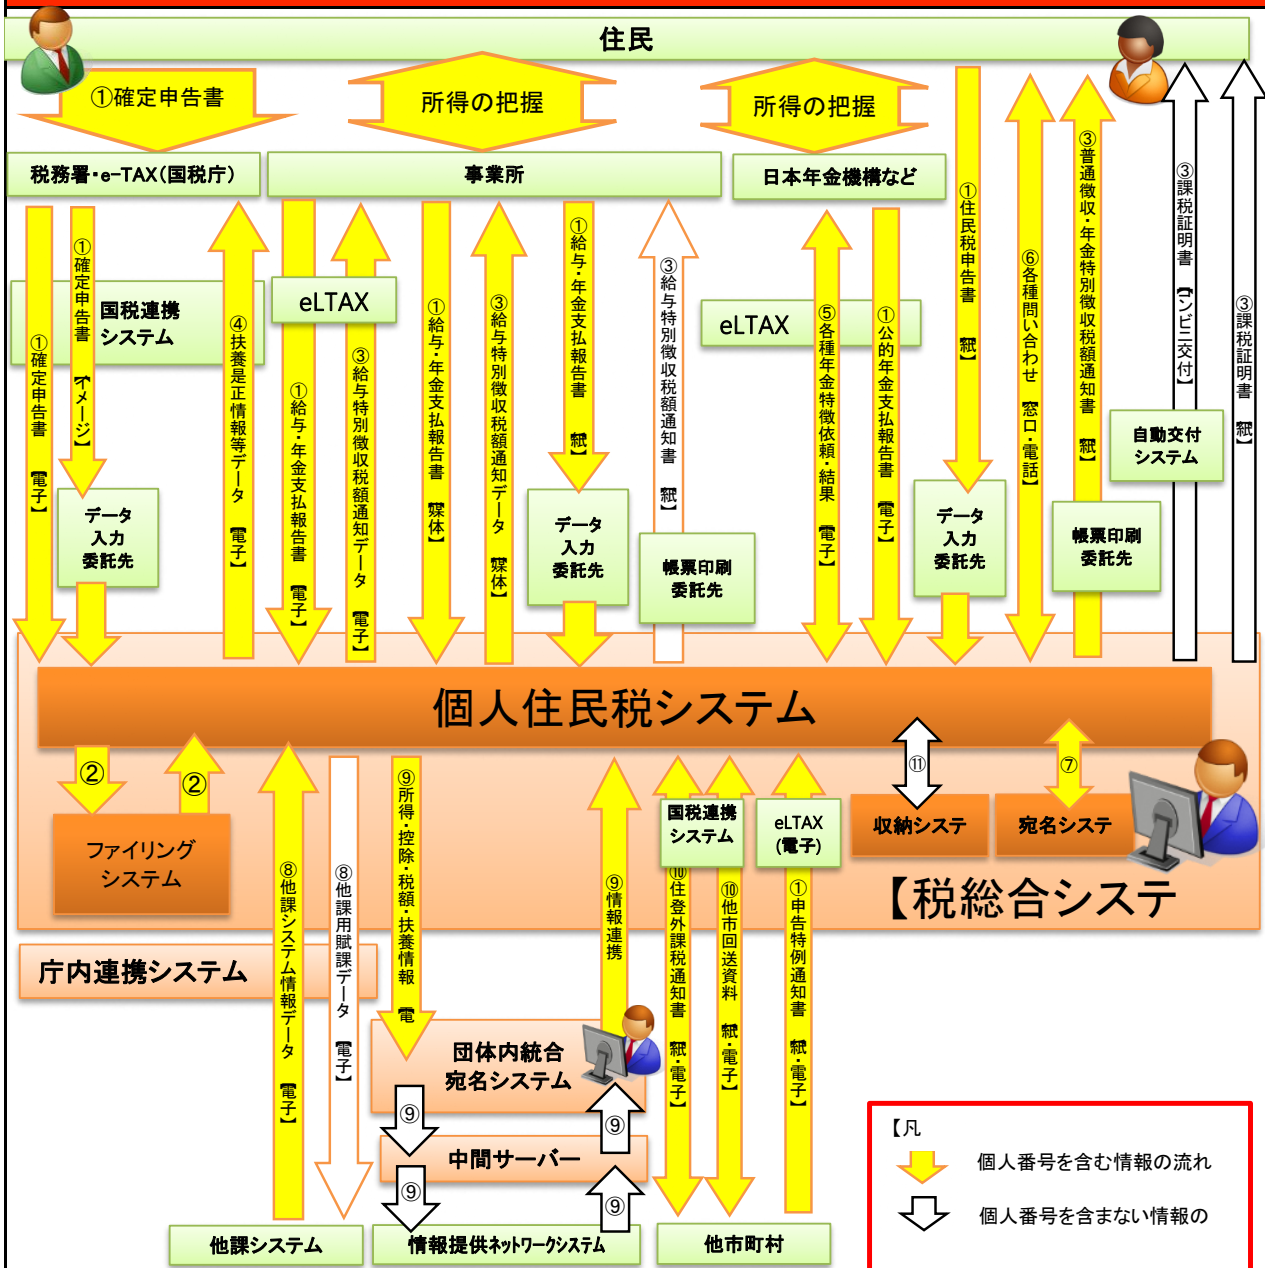 住民
①確定申告書
所得の把握
所得の把握
税務署・e-TAX(国税庁)
事業所
日本年金機構など
①確定申告書 【電子】
①確定申告書 【イメージ】
国税連携
システム
④扶養是正情報等データ 【電子】
①給与・年金支払報告書 【電子】
eLTAX
③給与特別徴収税額通知データ 【電子】
①給与・年金支払報告書 【媒体】
③給与特別徴収税額通知データ 【媒体】
①給与・年金支払報告書 【紙】
③給与特別徴収税額通知書 【紙】
eLTAX
⑤各種年金特徴依頼・結果 【電子】
①公的年金支払報告書 【電子】
①住民税申告書 【紙】
⑥各種問い合わせ 【窓口・電話】
③普通徴収・年金特別徴収税額通知書 【紙】
③課税証明書 【コンビニ交付】
③課税証明書 【紙】
自動交付
システム
データ
入力
委託先
データ
入力
委託先
帳票印刷
委託先
データ
入力
委託先
帳票印刷
委託先
個人住民税システム
②
②
ファイリング
システム
⑧他課システム情報データ 【電子】
⑧他課用賦課データ 【電子】
⑨所得・控除・税額・扶養情報 【電
⑨情報連携
国税連携
システム
⑩住登外課税通知書 【紙・電子】
⑩他市回送資料 【紙・電子】
eLTAX
(電子)
①申告特例通知書 【紙・電子】
⑪
⑦
収納システ
宛名システ
【税総合システ
庁内連携システム
団体内統合
宛名システム
⑨
⑨
中間サーバー
⑨
⑨
他課システム
情報提供ネットワークシステム
他市町村
【凡
個人番号を含む情報の流れ
個人番号を含まない情報の